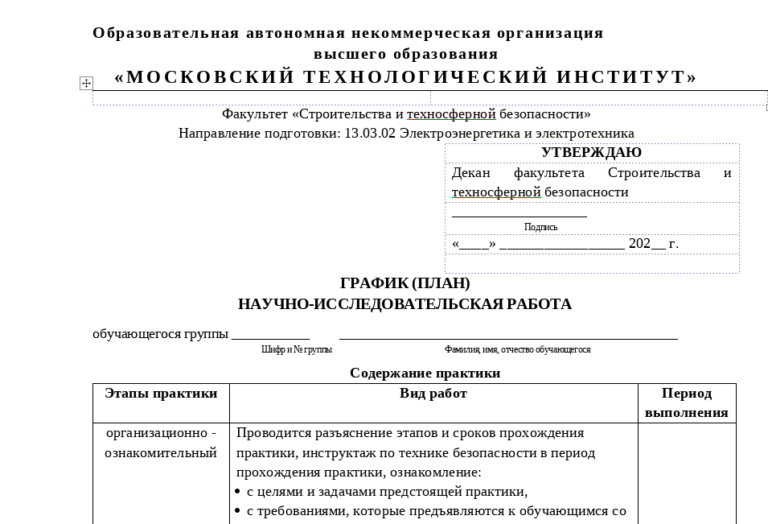 Образовательная автономная некоммерческая организация
высшего образования
«МОСКОВСКИЙ ТЕХНОЛОГИЧЕСКИЙ ИНСТИТУТ»
Факультет «Строительства и техносферной безопасности»
Направление подготовки: 13.03.02 Электроэнергетика и электротехника
УТВЕРЖДАЮ
Декан факультета Строительства и
техносферной безопасности
__________________
Подпись
«____» _________________ 202__ г.
ГРАФИК (ПЛАН)
НАУЧНО-ИССЛЕДОВАТЕЛЬСКАЯ РАБОТА
обучающегося группы ___________ ______________________________________________
Шифр и № группы Фамилия, имя, отчество обучающегося
Содержание практики
Этапы практики Вид работ Период
выполнения
организационно - Проводится разъяснение этапов и сроков прохождения
ознакомительный практики, инструктаж по технике безопасности в период
прохождения практики, ознакомление:
• с целями и задачами предстоящей практики,
• с требованиями, которые предъявляются к обучающимся со